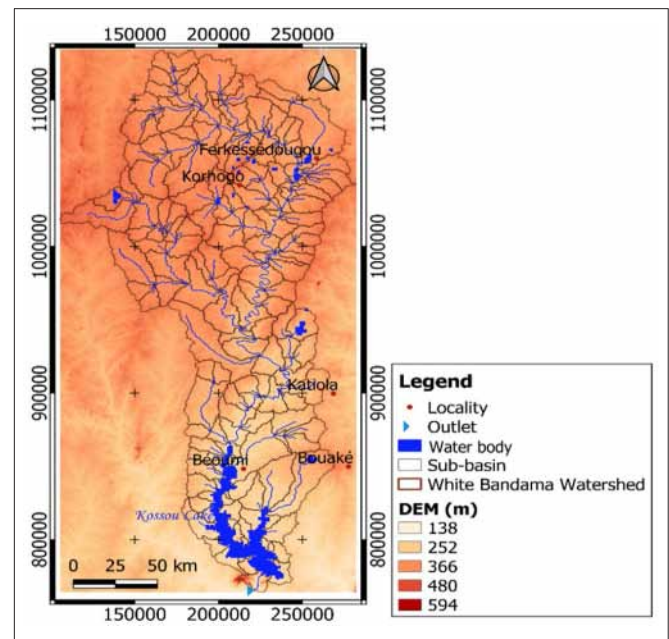 150000 200000 250000
1100000
1100000
Ferkessédougou
Korhogo
1000000
1000000
Katiola
900000
900000
Béoumi
Bouaké
Kossou Lake
800000
800000
0 25 50 km
150000 200000 250000
Legend
Locality
Outlet
Water body
Sub-basin
White Bandama Watershed
DEM (m)
138
252
366
480
594